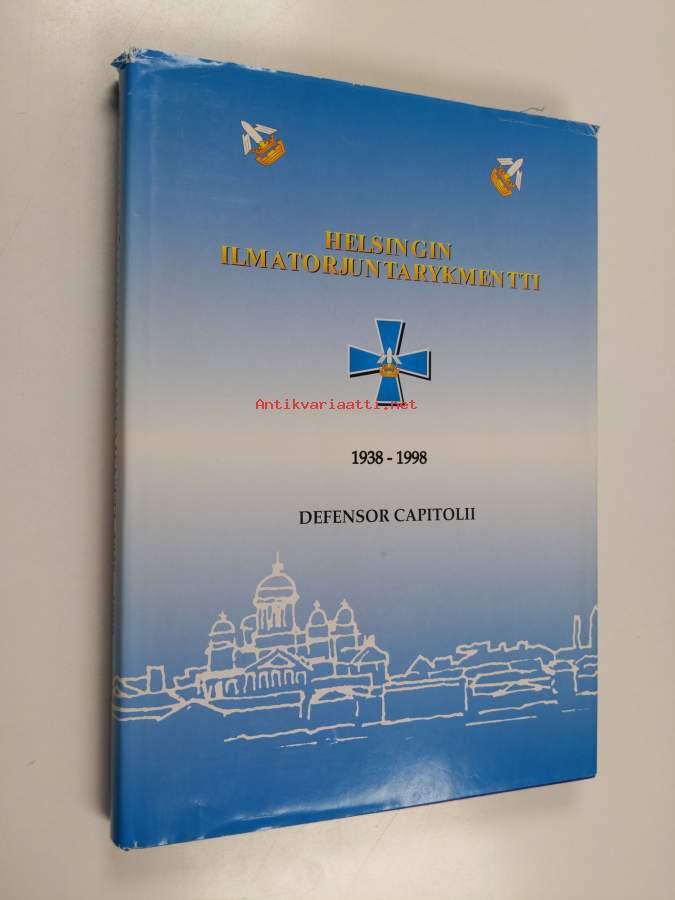 HELSINGIN
ILMATORJUNTARYKMENTTI
Antikvariaatti.net
1938 - 1998
DEFENSOR CAPITOLII